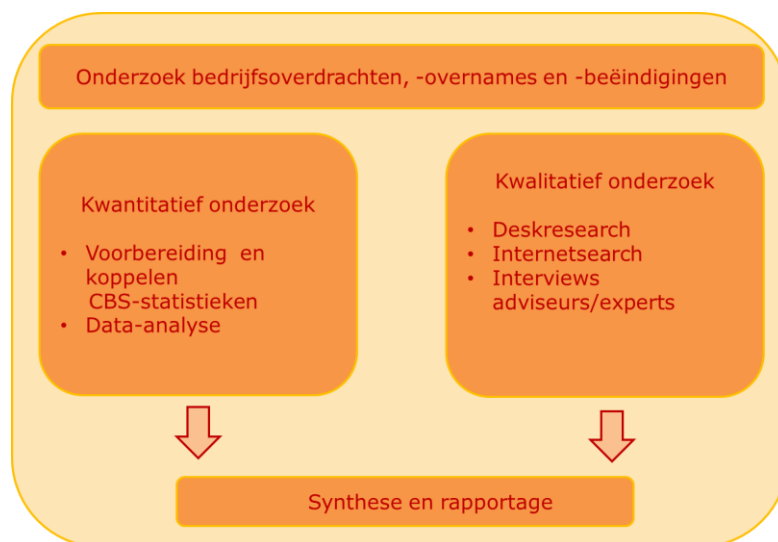 Onderzoek bedrijfsoverdrachten, -overnames en -beëindigingen
Kwantitatief onderzoek
• Voorbereiding en
koppelen
CBS-statistieken
• Data-analyse
Kwalitatief onderzoek
• Deskresearch
• Internetsearch
• Interviews
adviseurs/experts
Synthese en rapportage